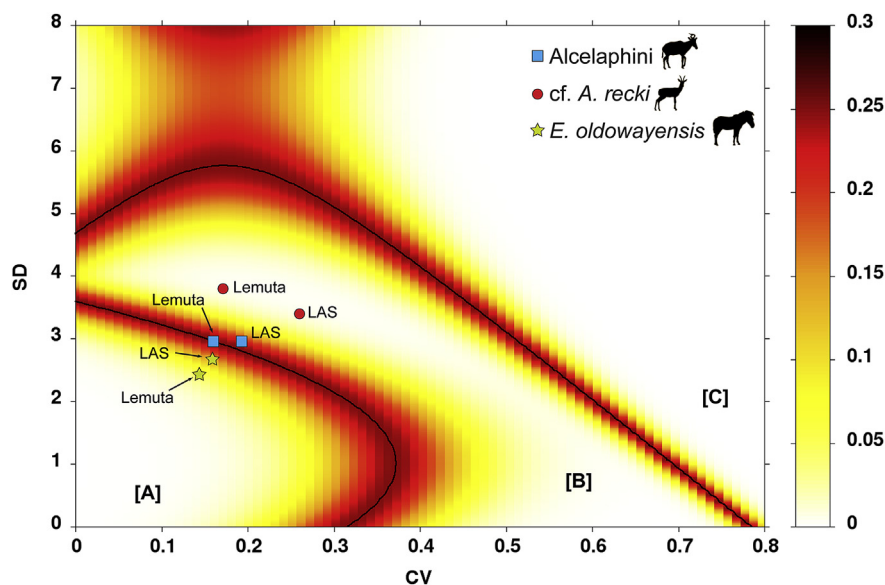 8
7
6
5
4
3
2
1
0
SD
0
0.1
0.2
0.3
0.4
0.5
0.6
0.7
0.8
CV
Alcelaphini
cf. A. recki
E. oldowayensis
Lemuta
Lemuta
LAS
LAS
LAS
Lemuta
[A]
[B]
[C]
0.3
0.25
0.2
0.15
0.1
0.05
0